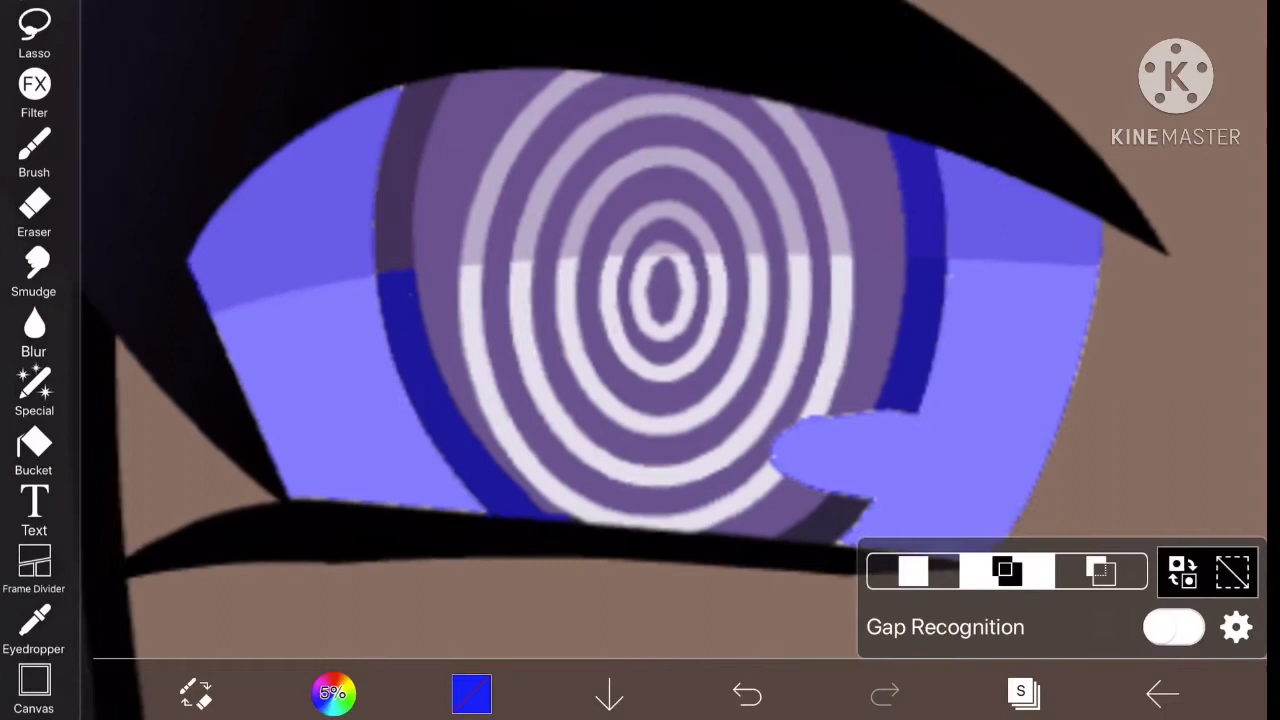 Lasso
FX
Filter
Brush
Eraser
Smudge
Blur
Special
Bucket
T
Text
Frame Divider
Eyedropper
Canvas
K
KINEMASTER
Gap Recognition
5%
S